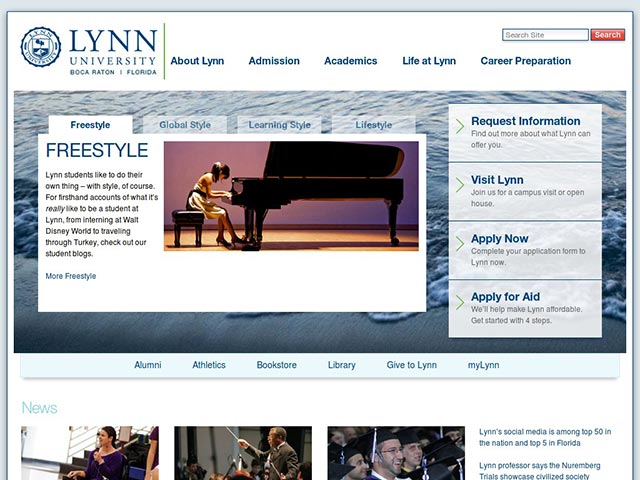 LYNN
UNIVERSITY
BOCA RATON | FLORIDA
Search Site
Search
About Lynn
Admission
Academics
Life at Lynn
Career Preparation
Freestyle
Global Style
Learning Style
Lifestyle
FREESTYLE
Lynn students like to do their
own thing – with style, of course.
For firsthand accounts of what it's
really like to be a student at
Lynn, from interning at Walt
Disney World to traveling
through Turkey, check out our
student blogs.
More Freestyle
Request Information
Find out more about what Lynn can
offer you.
Visit Lynn
Join us for a campus visit or open
house.
Apply Now
Complete your application form to
Lynn now.
Apply for Aid
We'll help make Lynn affordable.
Get started with 4 steps.
Alumni
Athletics
Bookstore
Library
Give to Lynn
myLynn
News
Lynn's social media is among top 50 in
the nation and top 5 in Florida
Lynn professor says the Nuremberg
Trials showcase civilized society